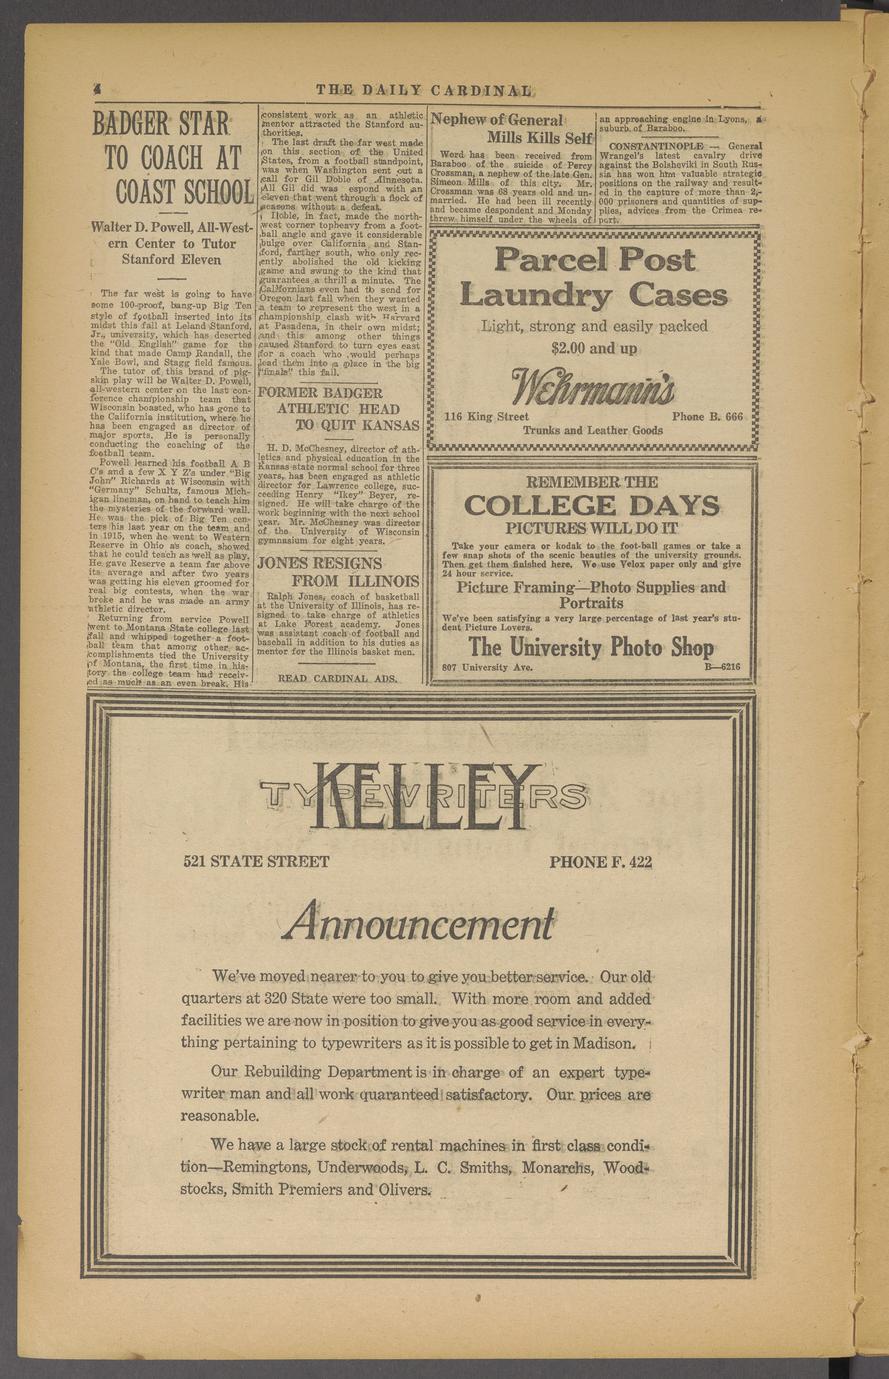 4
THE DAILY CARDINAL
BADGER STAR
TO COACH AT
COAST SCHOOL
Walter D. Powell, All-West-
ern Center to Tutor
Stanford Eleven
The far west is going to have
some 100-proof, bang-up Big Ten
style of football inserted into its
midst this fall at Leland Stanford,
Jr., university, which has deserted
the "Old English" game for the
kind that made Camp Randall, the
Yale Bowl, and Stagg field famous.
The tutor of this brand of pig-
skin play will be Walter D. Powell,
all-western center on the last con-
ference championship team that
Wisconsin boasted, who has gone to
the California institution, where he
has been engaged as director of
major sports. He is personally
conducting the coaching of the
football team.
Powell learned his football A B
C's and a few X Y Z's under "Big
John" Richards at Wisconsin with
"Germany" Schultz, famous Mich-
igan lineman, on hand to teach him
the mysteries of the forward wall.
He was the pick of Big Ten cen-
ters his last year on the team and
in 1915, when he went to Western
Reserve in Ohio as coach, showed
that he could teach as well as play.
He gave Reserve a team far above
its average and after two years
was getting his eleven groomed for
real big contests, when the war
broke and he was made an army
athletic director.
Returning from service Powell
went to Montana State college last
fall and whipped together a foot-
ball team that among other ac-
complishments tied the University
of Montana, the first time in his-
tory the college team had receiv-
ed as much as an even break. His
consistent work as an athletic
mentor attracted the Stanford au-
thorities.
The last draft the far west made
on this section of the United
States, from a football standpoint,
was when Washington sent out a
call for Gil Doble of Minnesota.
All Gil did was espond with an
eleven that went through a flock of
seasons without a defeat.
Doble, in fact, made the north-
west corner topheavy from a foot-
ball angle and gave it considerable
bulge over California and Stan-
ford, farther south, who only rec-
ently abolished the old kicking
game and swung to the kind that
guarantees a thrill a minute. The
Californians even had to send for
Oregon last fall when they wanted
a team to represent the west in a
championship clash with Harvard
at Pasadena, in their own midst;
and this among other things
caused Stanford to turn eyes east
for a coach who would perhaps
lead them into a place in the big
"finals" this fall.
FORMER BADGER
ATHLETIC HEAD
TO QUIT KANSAS
H. D. McChesney, director of ath-
letics and physical education in the
Kansas state normal school for three
years, has been engaged as athletic
director for Lawrence college, suc-
ceeding Henry "Ikey" Beyer, re-
signed. He will take charge of the
work beginning with the next school
year. Mr. McChesney was director
of the University of Wisconsin
gymnasium for eight years.
JONES RESIGNS
FROM ILLINOIS
Ralph Jones, coach of basketball
at the University of Illinois, has re-
signed to take charge of athletics
at Lake Forest academy. Jones
was assistant coach of football and
baseball in addition to his duties as
mentor for the Illinois basket men.
READ CARDINAL ADS.
Nephew of General
Mills Kills Self
Word has been received from
Baraboo of the suicide of Percy
Crossman, a nephew of the late Gen.
Simeon Mills of this city. Mr.
Crossman was 68 years old and un-
married. He had been ill recently
and became despondent and Monday
threw himself under the wheels of
an approaching engine in Lyons, a
suburb of Baraboo.
CONSTANTINOPLE — General
Wrangel's latest cavalry drive
against the Bolsheviki in South Rus-
sia has won him valuable strategic
positions on the railway and result-
ed in the capture of more than 2,-
000 prisoners and quantities of sup-
plies, advices from the Crimea re-
port.
Parcel Post
Laundry Cases
Light, strong and easily packed
$2.00 and up
Wehrmann's
116 King Street Phone B. 666
Trunks and Leather Goods
REMEMBER THE
COLLEGE DAYS
PICTURES WILL DO IT
Take your camera or kodak to the foot-ball games or take a
few snap shots of the scenic beauties of the university grounds.
Then get them finished here. We use Velox paper only and give
24 hour service.
Picture Framing—Photo Supplies and
Portraits
We've been satisfying a very large percentage of last year's stu-
dent Picture Lovers.
The University Photo Shop
807 University Ave. B—6216
KELLEY
TYPEWRITERS
521 STATE STREET PHONE F. 422
Announcement
We've moved nearer to you to give you better service. Our old
quarters at 320 State were too small. With more room and added
facilities we are now in position to give you as good service in every-
thing pertaining to typewriters as it is possible to get in Madison.
Our Rebuilding Department is in charge of an expert type-
writer man and all work quaranteed satisfactory. Our prices are
reasonable.
We have a large stock of rental machines in first class condi-
tion—Remingtons, Underwoods, L. C. Smiths, Monarchs, Wood-
stocks, Smith Premiers and Olivers.